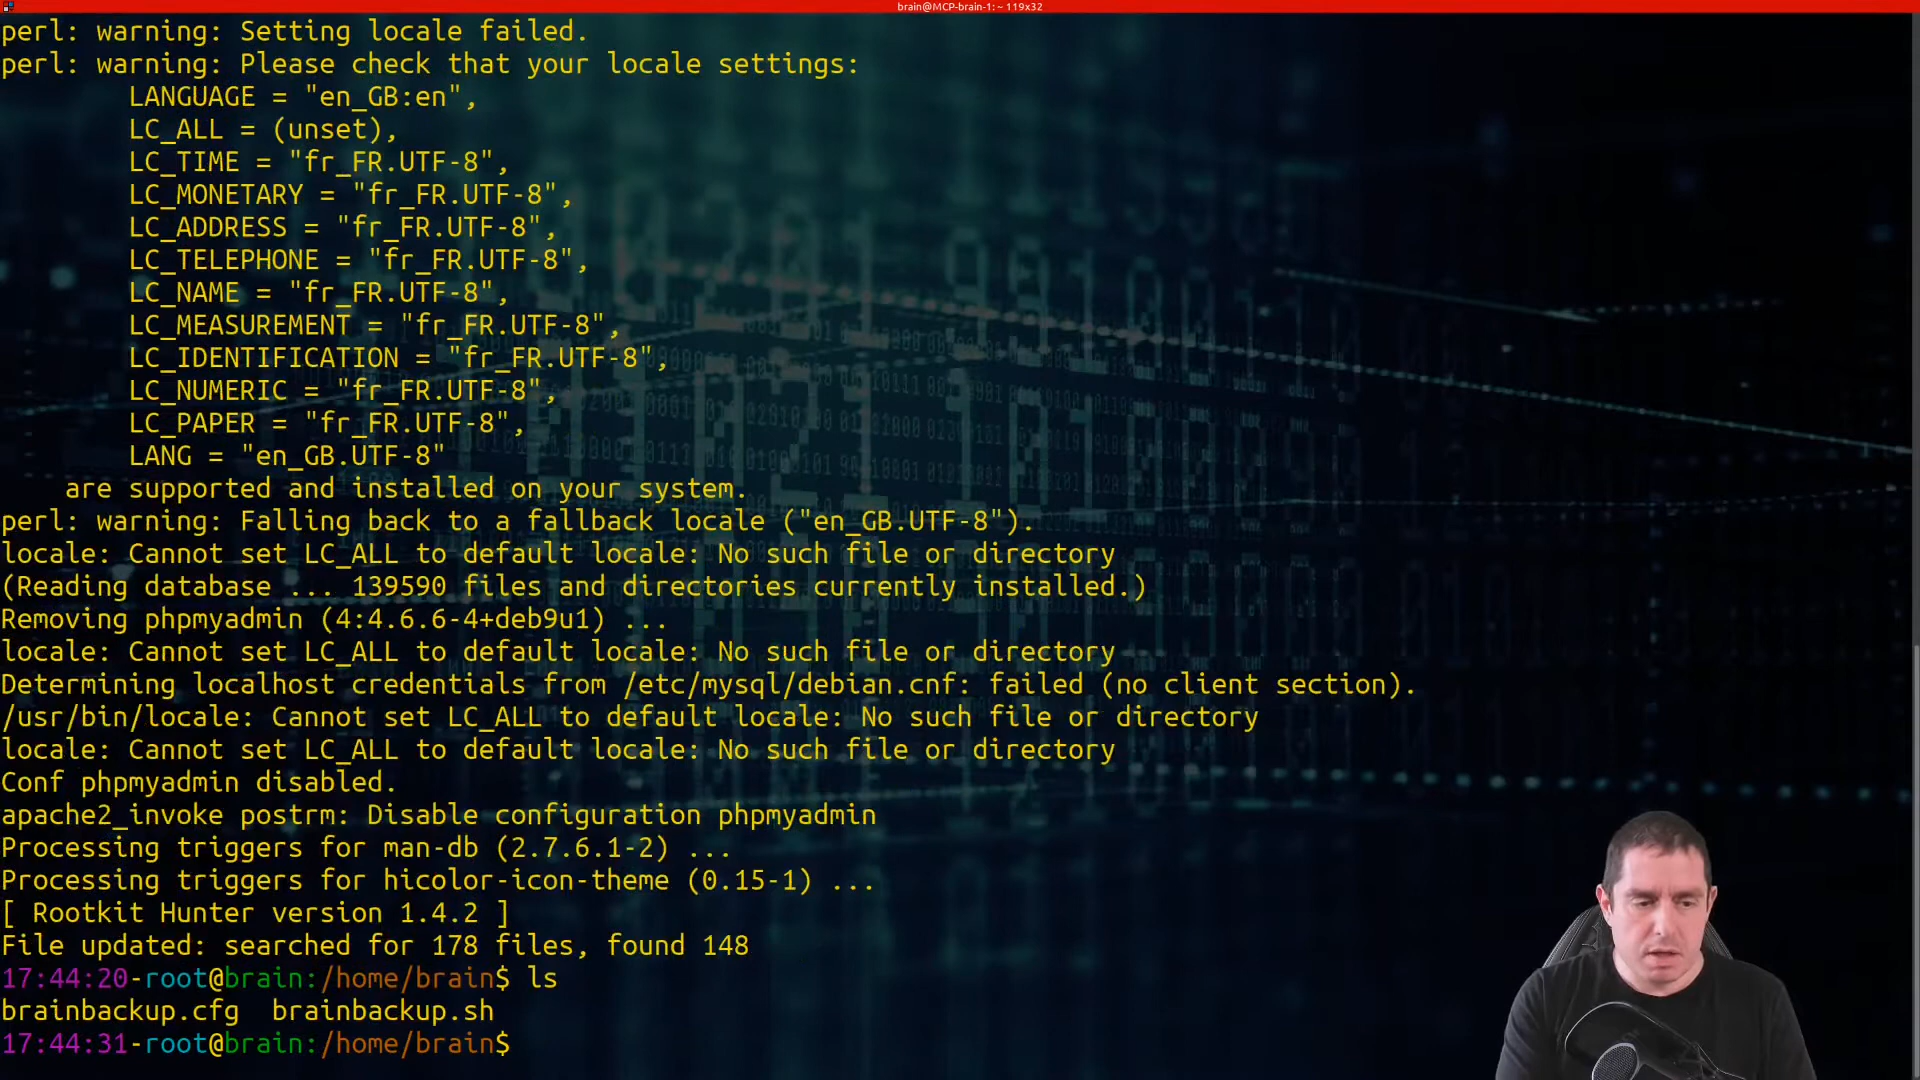 brain@MCP-brain-1: ~ 119x32
perl: warning: Setting locale failed.
perl: warning: Please check that your locale settings:
        LANGUAGE = "en_GB:en",
        LC_ALL = (unset),
        LC_TIME = "fr_FR.UTF-8",
        LC_MONETARY = "fr_FR.UTF-8",
        LC_ADDRESS = "fr_FR.UTF-8",
        LC_TELEPHONE = "fr_FR.UTF-8",
        LC_NAME = "fr_FR.UTF-8",
        LC_MEASUREMENT = "fr_FR.UTF-8",
        LC_IDENTIFICATION = "fr_FR.UTF-8",
        LC_NUMERIC = "fr_FR.UTF-8",
        LC_PAPER = "fr_FR.UTF-8",
        LANG = "en_GB.UTF-8"
    are supported and installed on your system.
perl: warning: Falling back to a fallback locale ("en_GB.UTF-8").
locale: Cannot set LC_ALL to default locale: No such file or directory
(Reading database ... 139590 files and directories currently installed.)
Removing phpmyadmin (4:4.6.6-4+deb9u1) ...
locale: Cannot set LC_ALL to default locale: No such file or directory
Determining localhost credentials from /etc/mysql/debian.cnf: failed (no client section).
/usr/bin/locale: Cannot set LC_ALL to default locale: No such file or directory
locale: Cannot set LC_ALL to default locale: No such file or directory
Conf phpmyadmin disabled.
apache2_invoke postrm: Disable configuration phpmyadmin
Processing triggers for man-db (2.7.6.1-2) ...
Processing triggers for hicolor-icon-theme (0.15-1) ...
[ Rootkit Hunter version 1.4.2 ]
File updated: searched for 178 files, found 148
17:44:20-root@brain:/home/brain$ ls
brainbackup.cfg  brainbackup.sh
17:44:31-root@brain:/home/brain$